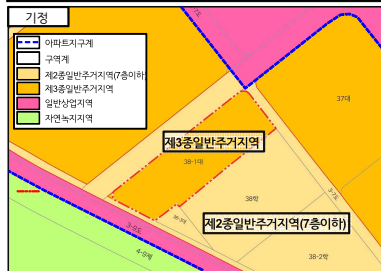 기정
아파트지구계
구역계
제2종일반주거지역(7층이하)
제3종일반주거지역
일반상업지역
자연녹지지역
37대
제3종일반주거지역
38-1대
38학
3-7도
제2종일반주거지역(7층이하)
38-2학